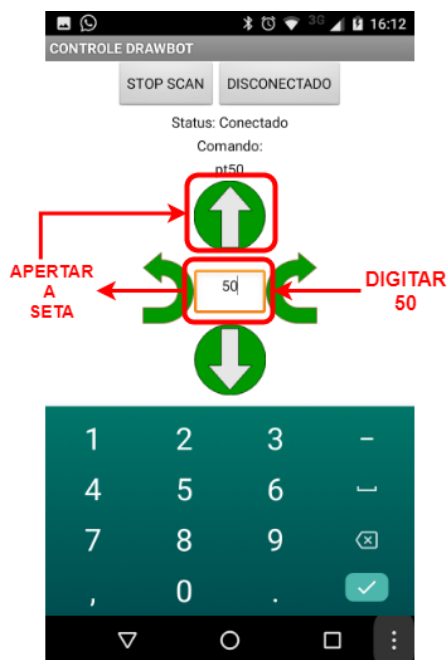 3G 16:12
CONTROLE DRAWBOT
STOP SCAN DISCONECTADO
Status: Conectado
Comando:
pt50
APERTAR
A
SETA
50
DIGITAR
50
1 2 3 -
4 5 6
7 8 9
, 0 .